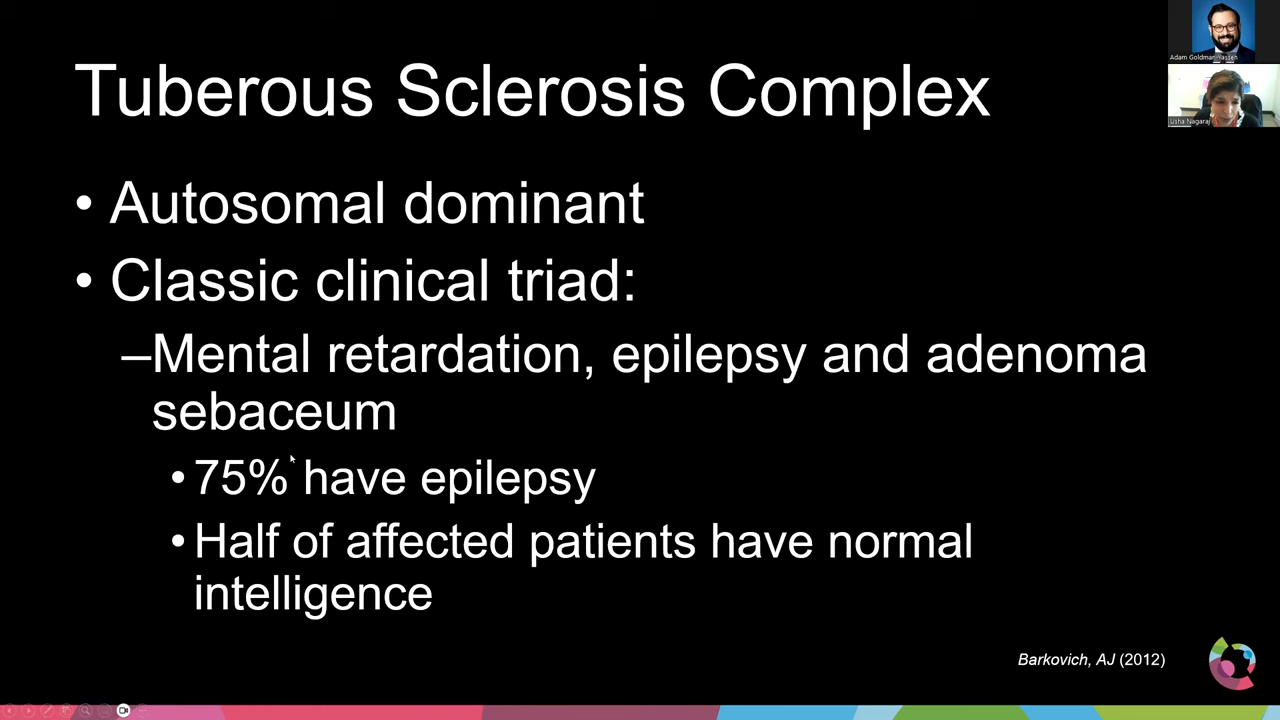 Tuberous Sclerosis Complex
• Autosomal dominant
• Classic clinical triad:
–Mental retardation, epilepsy and adenoma
sebaceum
• 75% have epilepsy
• Half of affected patients have normal
intelligence
Barkovich, AJ (2012)
Adam Goldman
Usha Nagaraj